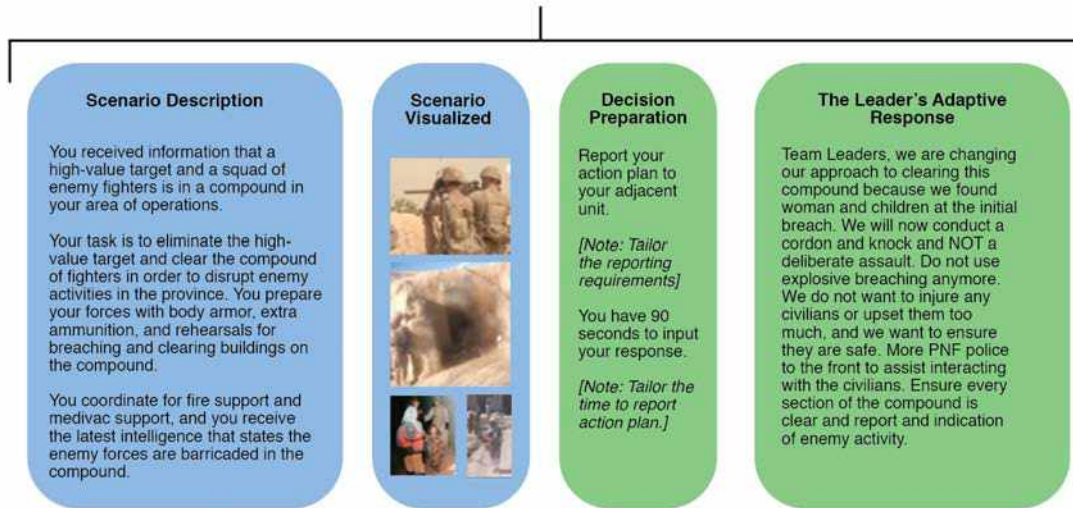 Scenario Description
You received information that a
high-value target and a squad of
enemy fighters is in a compound in
your area of operations.
Your task is to eliminate the high-
value target and clear the compound
of fighters in order to disrupt enemy
activities in the province. You prepare
your forces with body armor, extra
ammunition, and rehearsals for
breaching and clearing buildings on
the compound.
You coordinate for fire support and
medivac support, and you receive
the latest intelligence that states the
enemy forces are barricaded in the
compound.
Scenario
Visualized
Decision
Preparation
Report your
action plan to
your adjacent
unit.
[Note: Tailor
the reporting
requirements]
You have 90
seconds to input
your response.
[Note: Tailor the
time to report
action plan.]
The Leader's Adaptive
Response
Team Leaders, we are changing
our approach to clearing this
compound because we found
woman and children at the initial
breach. We will now conduct a
cordon and knock and NOT a
deliberate assault. Do not use
explosive breaching anymore.
We do not want to injure any
civilians or upset them too
much, and we want to ensure
they are safe. More PNF police
to the front to assist interacting
with the civilians. Ensure every
section of the compound is
clear and report and indication
of enemy activity.